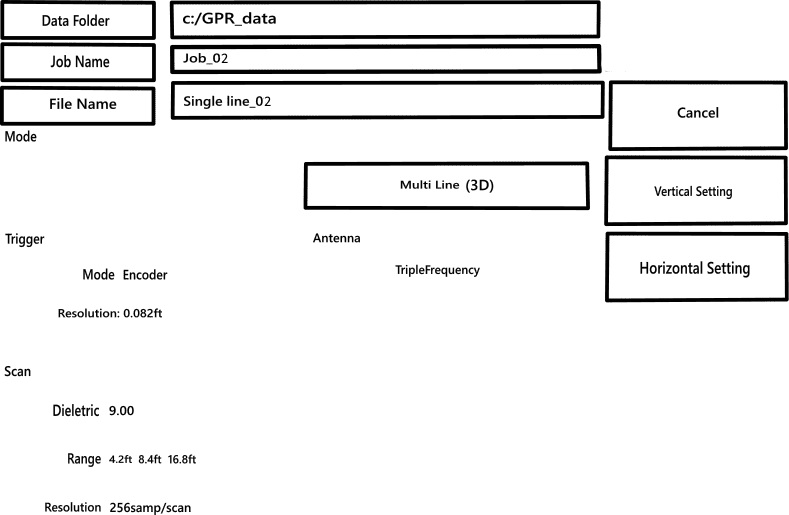 Data Folder c:/GPR_data
Job Name Job_02
File Name Single line_02
Cancel
Mode
Multi Line (3D)
Vertical Setting
Trigger Antenna
Mode Encoder TripleFrequency
Horizontal Setting
Resolution: 0.082ft
Scan
Dieletric 9.00
Range 4.2ft 8.4ft 16.8ft
Resolution 256samp/scan